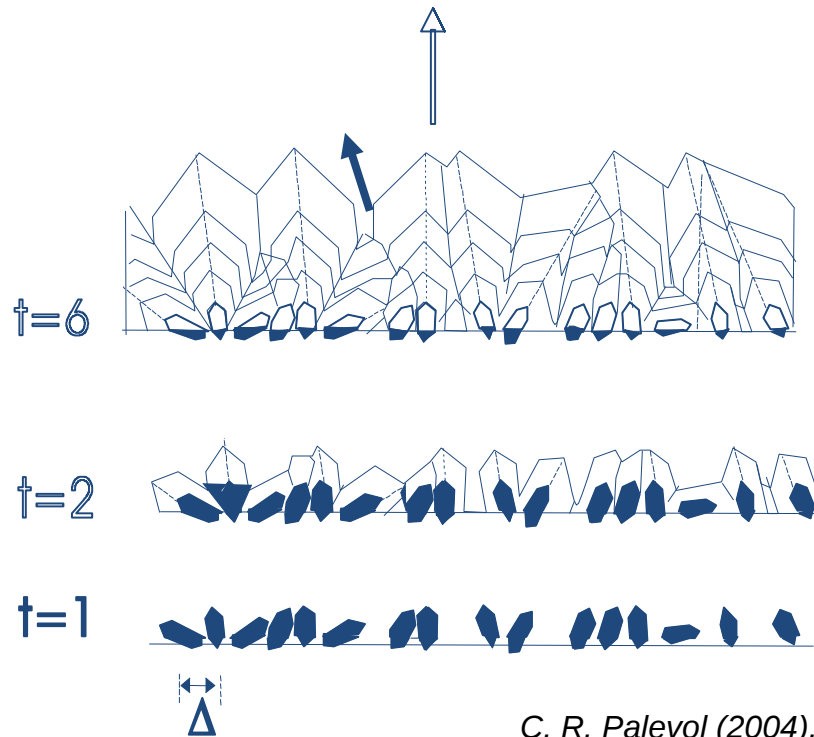 t=6
t=2
t=1
Δ
C. R. Palevol (2004).